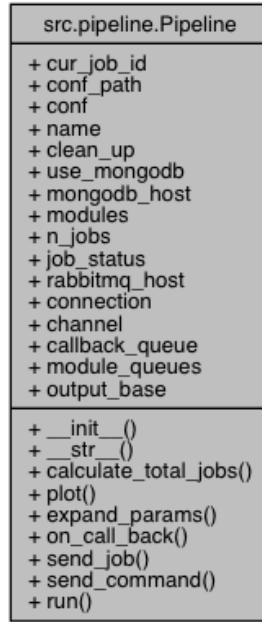 src.pipeline.Pipeline
+ cur_job_id
+ conf_path
+ conf
+ name
+ clean_up
+ use_mongodb
+ mongodb_host
+ modules
+ n_jobs
+ job_status
+ rabbitmq_host
+ connection
+ channel
+ callback_queue
+ module_queues
+ output_base
+ __init__()
+ __str__()
+ calculate_total_jobs()
+ plot()
+ expand_params()
+ on_call_back()
+ send_job()
+ send_command()
+ run()